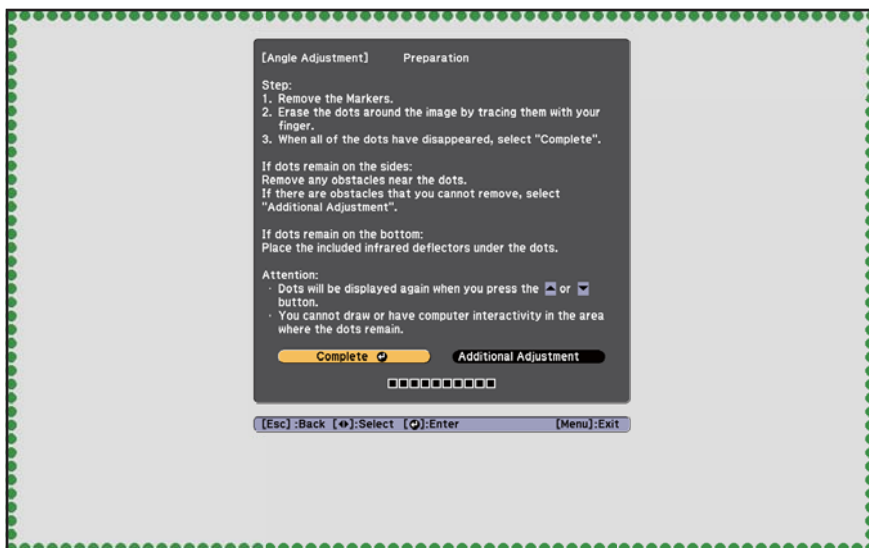 [Angle Adjustment] Preparation
Step:
1. Remove the Markers.
2. Erase the dots around the image by tracing them with your
finger.
3. When all of the dots have disappeared, select "Complete".
If dots remain on the sides:
Remove any obstacles near the dots.
If there are obstacles that you cannot remove, select
"Additional Adjustment".
If dots remain on the bottom:
Place the included infrared deflectors under the dots.
Attention:
· Dots will be displayed again when you press the ▲ or ▼
button.
· You cannot draw or have computer interactivity in the area
where the dots remain.
Complete Additional Adjustment
[Esc] :Back [◆]:Select [↵]:Enter [Menu]:Exit